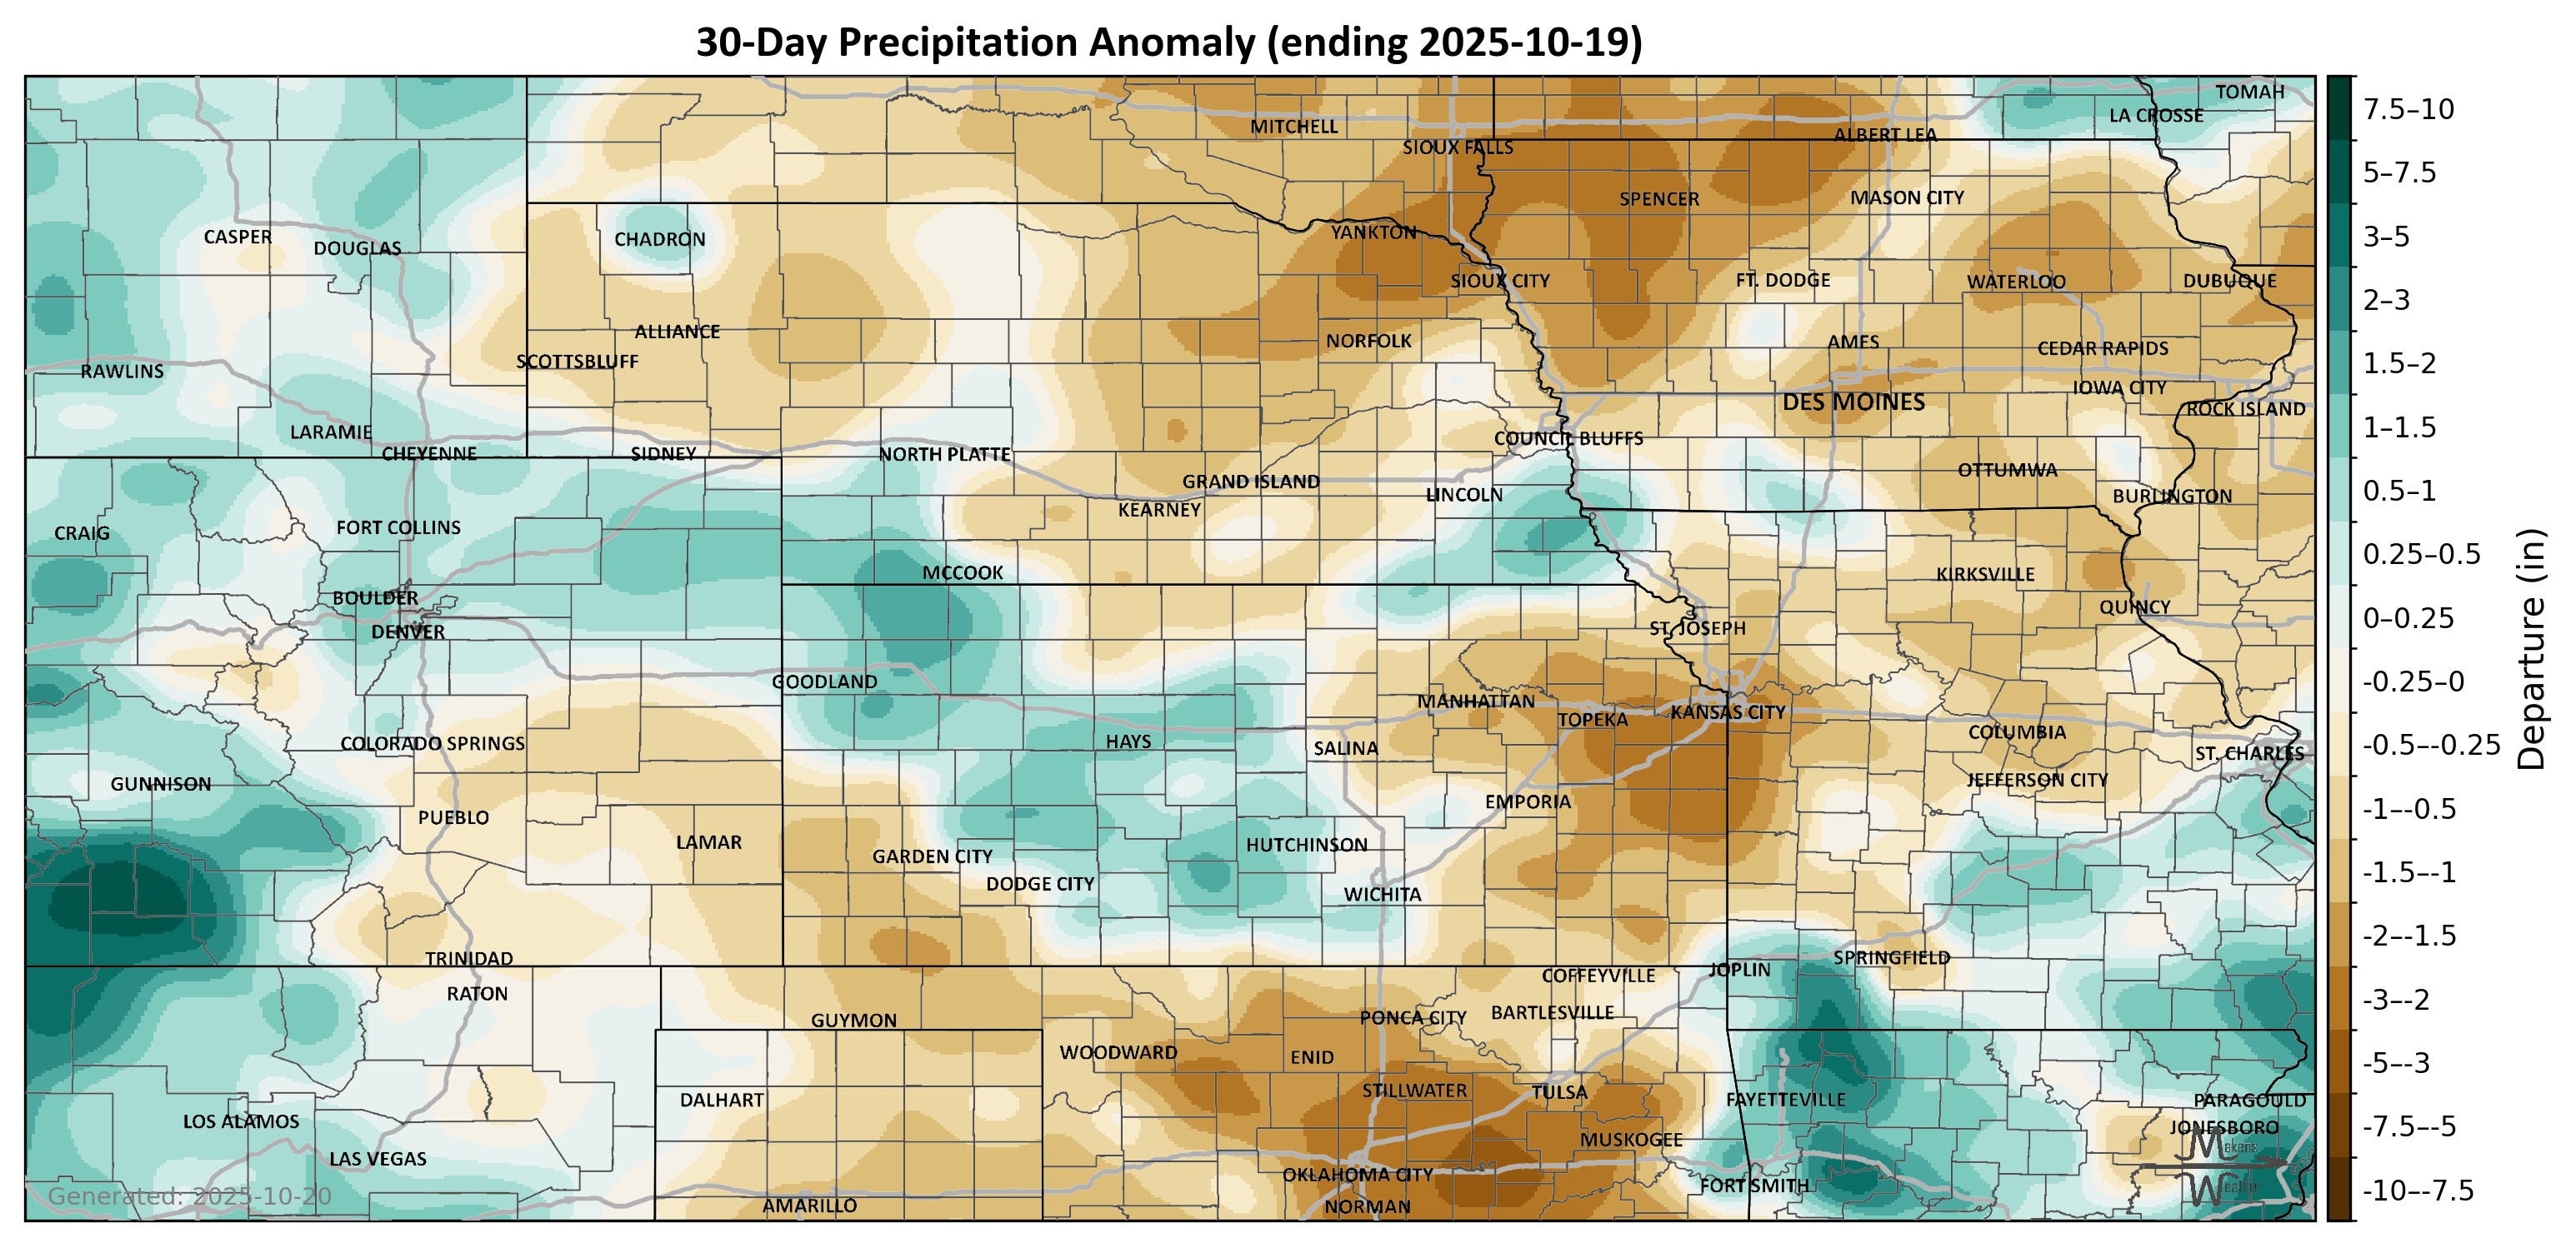 30-Day Precipitation Anomaly (ending 2025-10-19)
TOMAH
LA CROSSE
MITCHELL
ALBERT LEA
SIOUX FALLS
SPENCER
MASON CITY
YANKTON
CASPER
CHADRON
DOUGLAS
SIOUX CITY
FT. DODGE
WATERLOO
DUBUQUE
ALLIANCE
NORFOLK
AMES
CEDAR RAPIDS
SCOTTSBLUFF
RAWLINS
IOWA CITY
DES MOINES
ROCK ISLAND
LARAMIE
COUNCIL BLUFFS
CHEYENNE
SIDNEY
NORTH PLATTE
OTTUMWA
GRAND ISLAND
LINCOLN
BURLINGTON
KEARNEY
CRAIG
FORT COLLINS
MCCOOK
KIRKSVILLE
BOULDER
QUINCY
DENVER
ST. JOSEPH
GOODLAND
MANHATTAN
TOPEKA
KANSAS CITY
COLUMBIA
COLORADO SPRINGS
HAYS
SALINA
ST. CHARLES
GUNNISON
JEFFERSON CITY
EMPORIA
PUEBLO
LAMAR
HUTCHINSON
GARDEN CITY
DODGE CITY
WICHITA
TRINIDAD
SPRINGFIELD
JOPLIN
COFFEYVILLE
RATON
BARTLESVILLE
GUYMON
PONCA CITY
WOODWARD
ENID
STILLWATER
TULSA
DALHART
FAYETTEVILLE
PARAGOULD
LOS ALAMOS
JONESBORO
MUSKOGEE
LAS VEGAS
OKLAHOMA CITY
FORT SMITH
AMARILLO
NORMAN
Generated: 2025-10-20
7.5–10
5–7.5
3–5
2–3
1.5–2
1–1.5
0.5–1
0.25–0.5
0–0.25
-0.25–0
-0.5–-0.25
-1–-0.5
-1.5–-1
-2–-1.5
-3–-2
-5–-3
-7.5–-5
-10–-7.5
Departure (in)